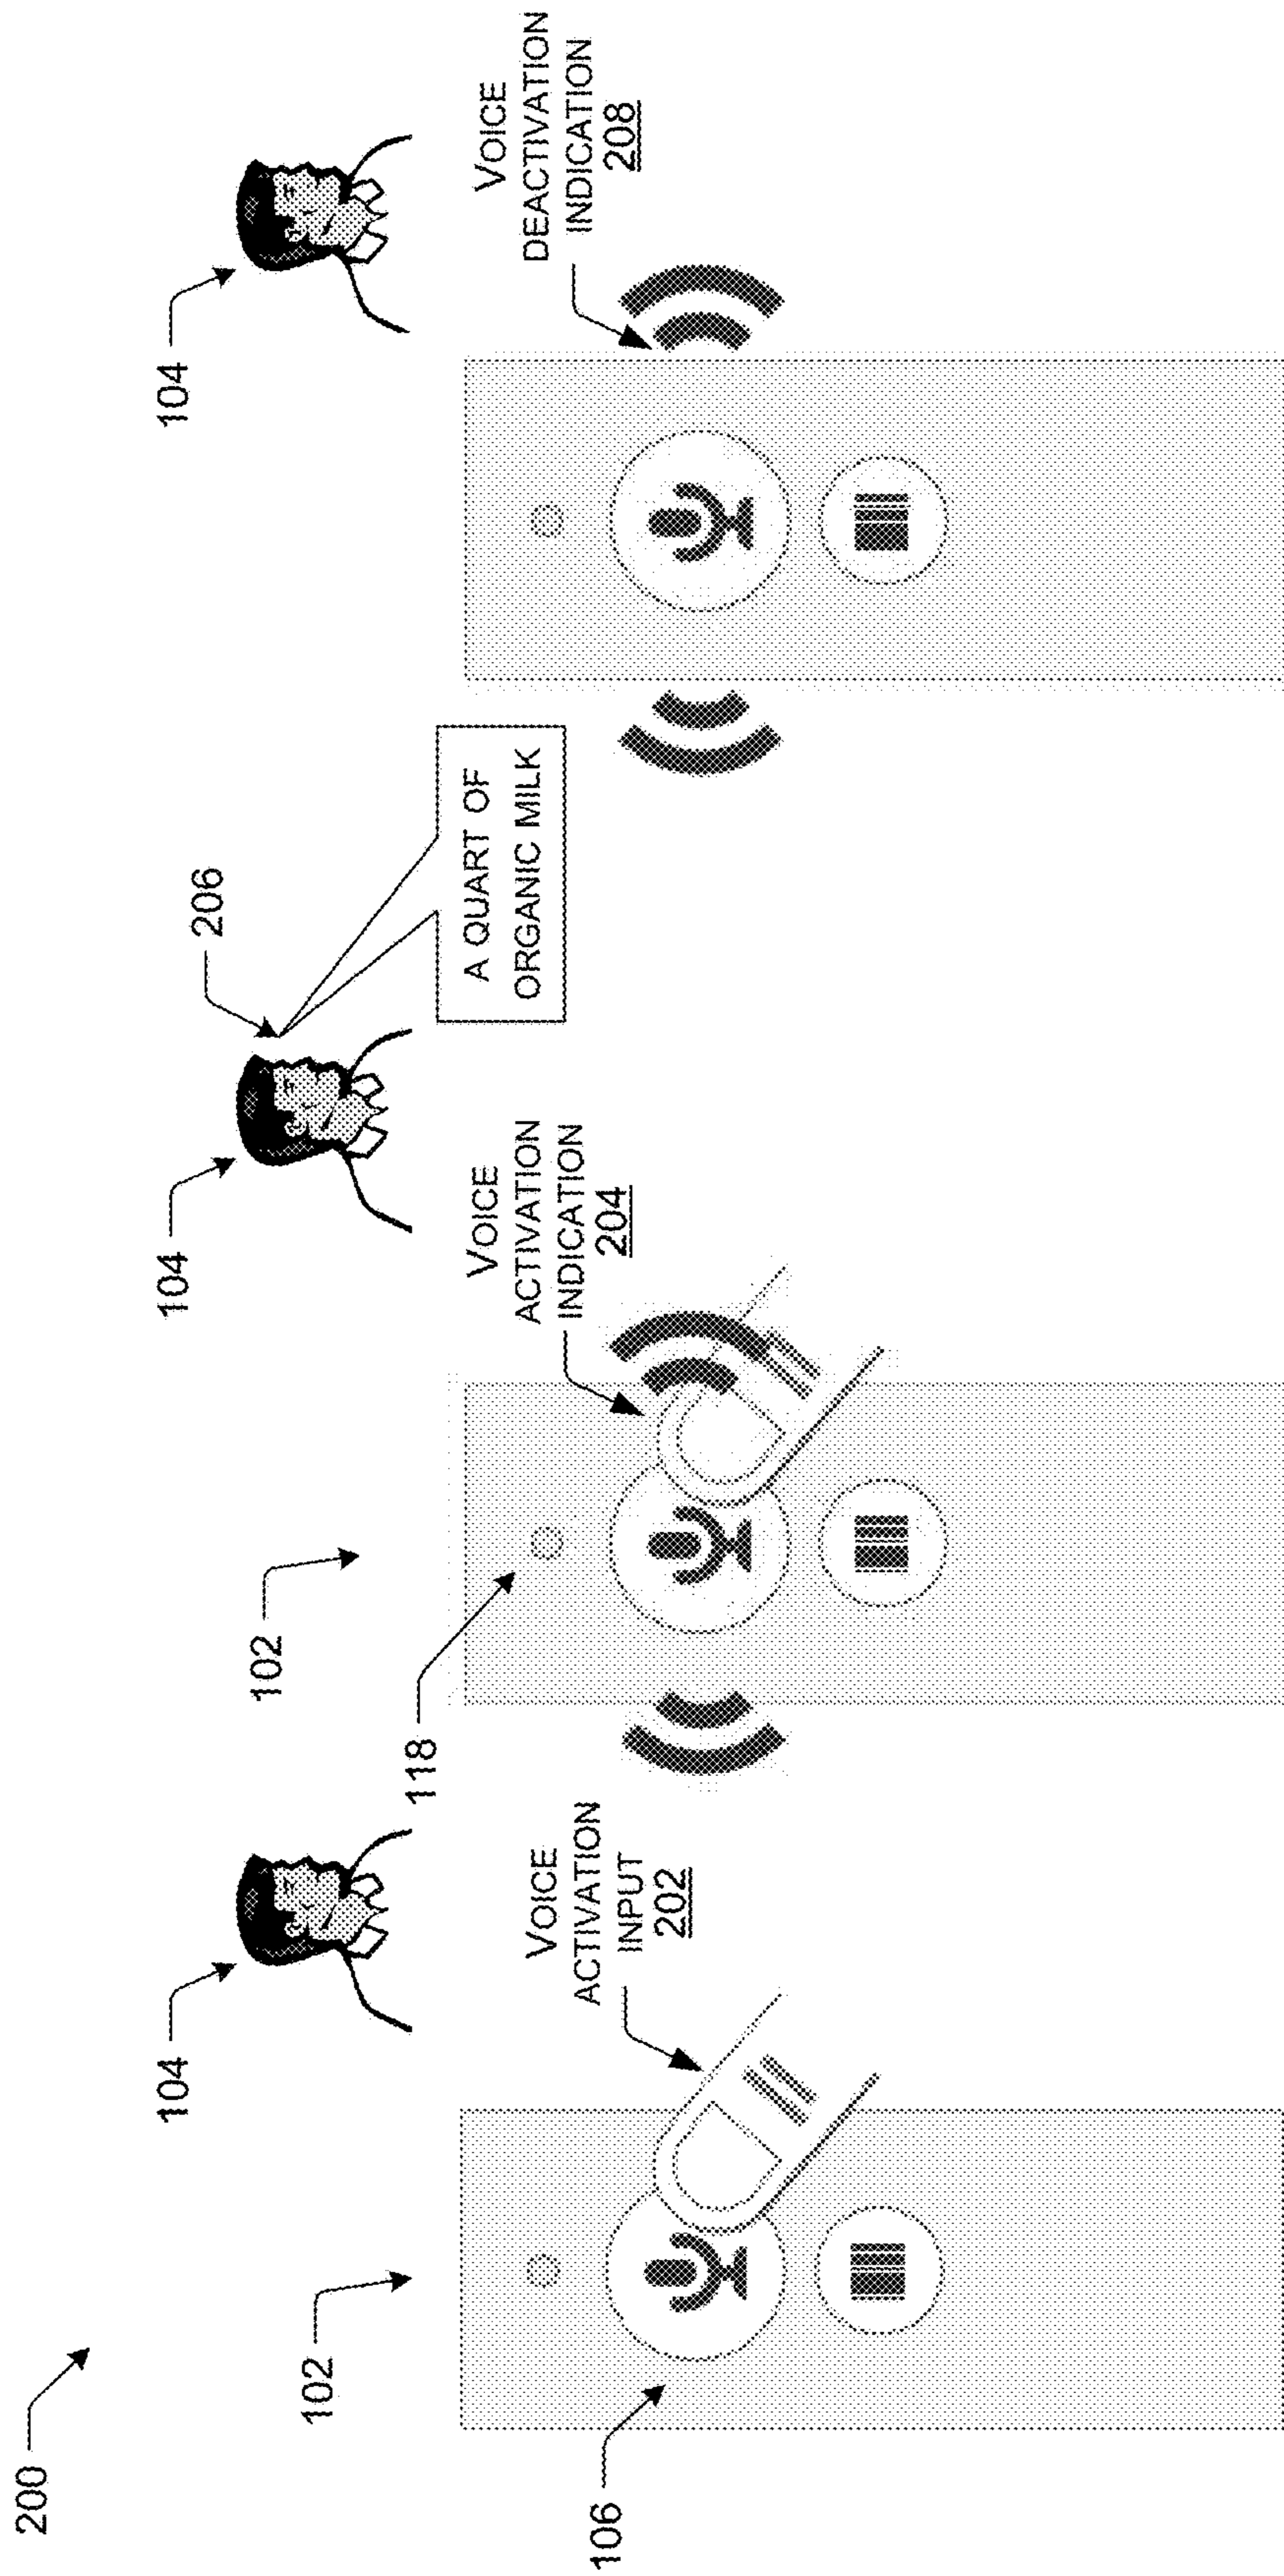 200
102
106
104
VOICE
ACTIVATION
INPUT
202
102
118
104
206
VOICE
ACTIVATION
INDICATION
204
A QUART OF
ORGANIC MILK
104
VOICE
DEACTIVATION
INDICATION
208